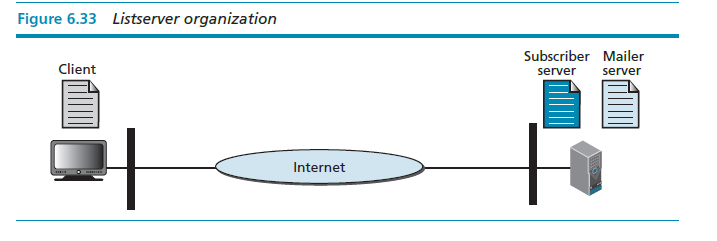 Figure 6.33 Listserver organization
Client
Subscriber server
Mailer server
Internet